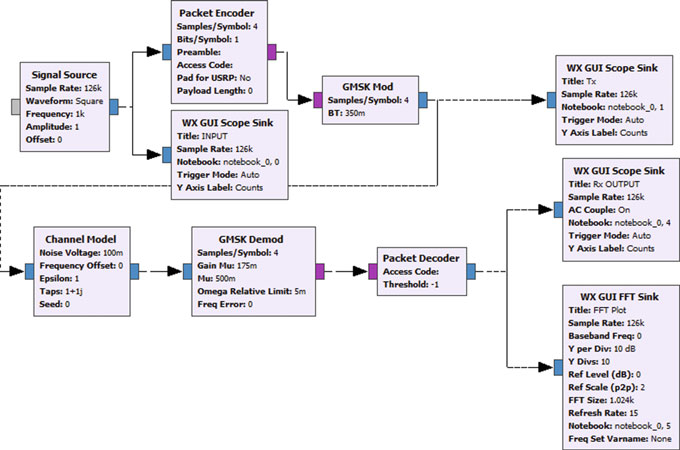 Packet Encoder
Samples/Symbol: 4
Bits/Symbol: 1
Preamble:
Access Code:
Pad for USRP: No
Payload Length: 0
Signal Source
Sample Rate: 126k
Waveform: Square
Frequency: 1k
Amplitude: 1
Offset: 0
GMSK Mod
Samples/Symbol: 4
BT: 350m
WX GUI Scope Sink
Title: Tx
Sample Rate: 126k
Notebook: notebook_0, 1
Trigger Mode: Auto
Y Axis Label: Counts
WX GUI Scope Sink
Title: INPUT
Sample Rate: 126k
Notebook: notebook_0, 0
Trigger Mode: Auto
Y Axis Label: Counts
WX GUI Scope Sink
Title: Rx OUTPUT
Sample Rate: 126k
AC Couple: On
Notebook: notebook_0, 4
Trigger Mode: Auto
Y Axis Label: Counts
Channel Model
Noise Voltage: 100m
Frequency Offset: 0
Epsilon: 1
Taps: 1+1j
Seed: 0
GMSK Demod
Samples/Symbol: 4
Gain Mu: 175m
Mu: 500m
Omega Relative Limit: 5m
Freq Error: 0
Packet Decoder
Access Code:
Threshold: -1
WX GUI FFT Sink
Title: FFT Plot
Sample Rate: 126k
Baseband Freq: 0
Y per Div: 10 dB
Y Divs: 10
Ref Level (dB): 0
Ref Scale (p2p): 2
FFT Size: 1.024k
Refresh Rate: 15
Notebook: notebook_0, 5
Freq Set Varname: None